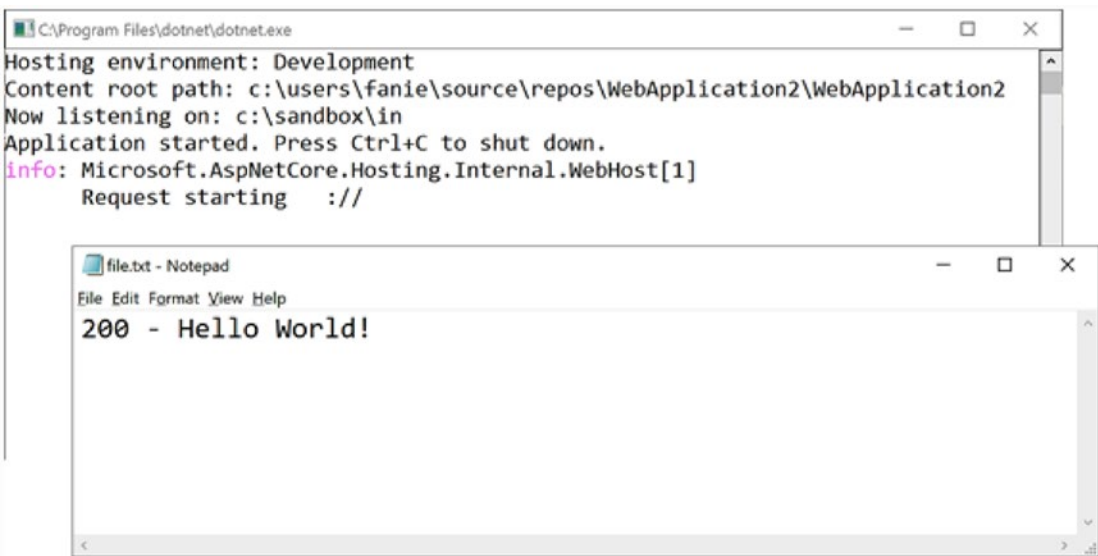 C:\Program Files\dotnet\dotnet.exe
Hosting environment: Development
Content root path: c:\users\fanie\source\repos\WebApplication2\WebApplication2
Now listening on: c:\sandbox\in
Application started. Press Ctrl+C to shut down.
info: Microsoft.AspNetCore.Hosting.Internal.WebHost[1]
      Request starting   ://
file.txt - Notepad
File Edit Format View Help
200 - Hello World!